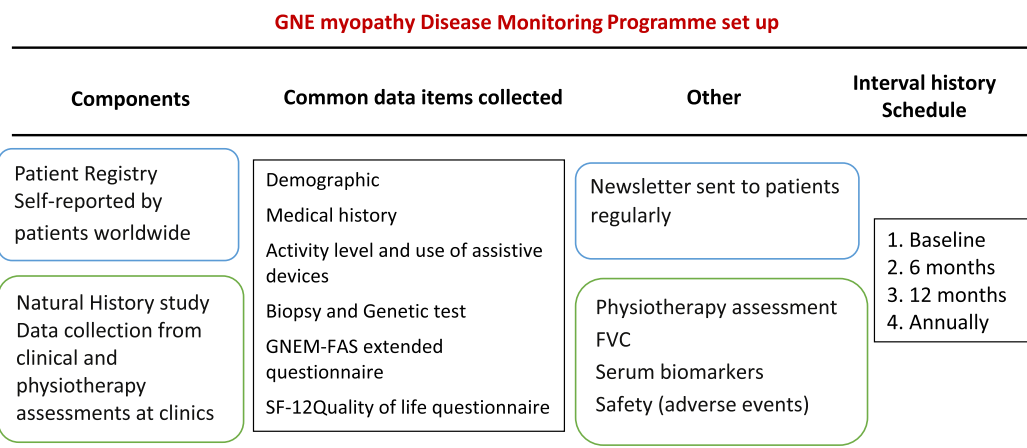 GNE myopathy Disease Monitoring Programme set up
Components
Common data items collected
Other
Interval history
Schedule
Patient Registry
Self-reported by
patients worldwide
Natural History study
Data collection from
clinical and
physiotherapy
assessments at clinics
Demographic
Medical history
Activity level and use of assistive
devices
Biopsy and Genetic test
GNEM-FAS extended
questionnaire
SF-12Quality of life questionnaire
Newsletter sent to patients
regularly
Physiotherapy assessment
FVC
Serum biomarkers
Safety (adverse events)
1. Baseline
2. 6 months
3. 12 months
4. Annually